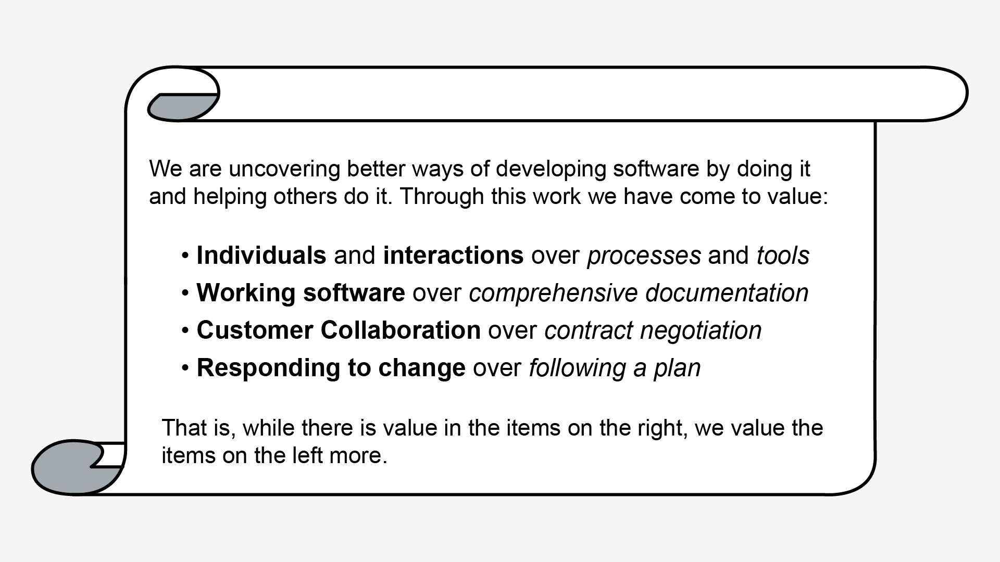 We are uncovering better ways of developing software by doing it
and helping others do it. Through this work we have come to value:
• Individuals and interactions over processes and tools
• Working software over comprehensive documentation
• Customer Collaboration over contract negotiation
• Responding to change over following a plan
That is, while there is value in the items on the right, we value the
items on the left more.